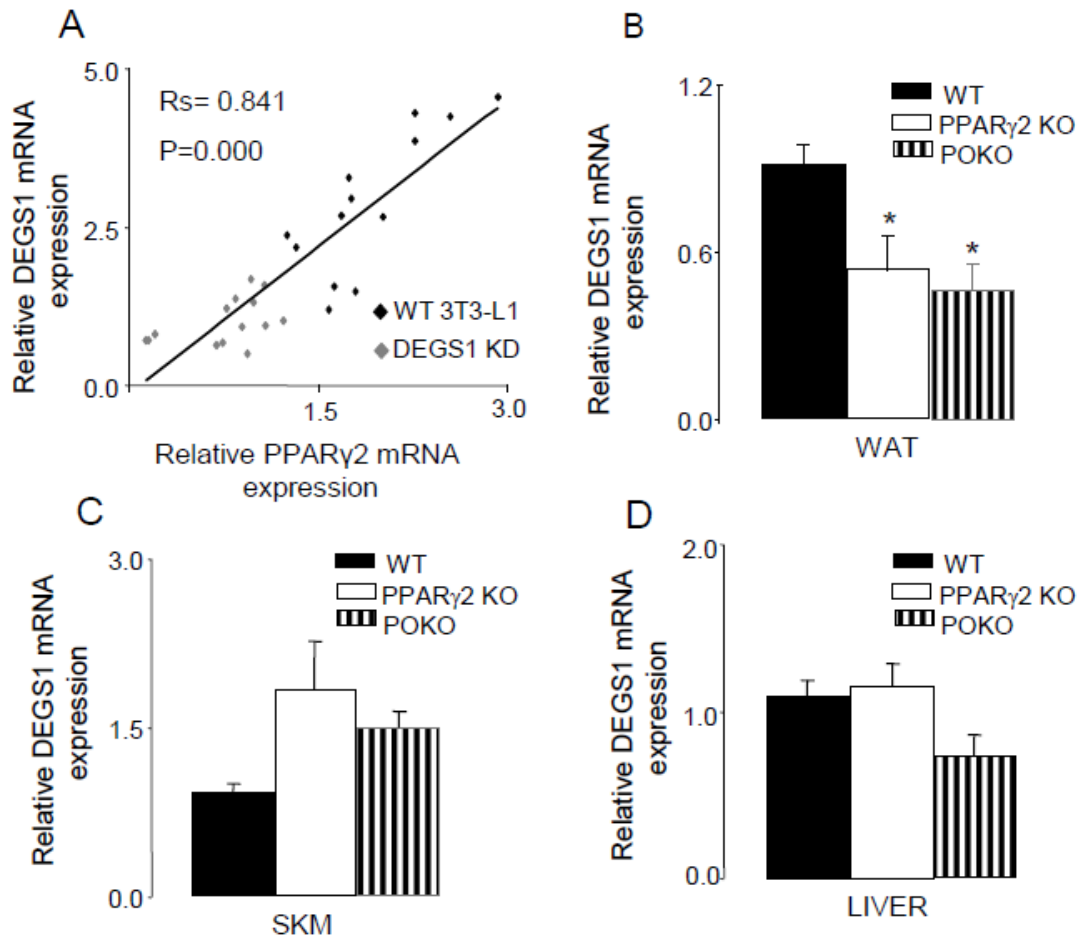 A
Relative DEGS1 mRNA
expression
5.0
2.5
0.0
Rs= 0.841
P=0.000
WT 3T3-L1
DEGS1 KD
1.5
3.0
Relative PPARγ2 mRNA
expression
B
Relative DEGS1 mRNA
expression
1.2
0.6
0.0
WT
PPARγ2 KO
POKO
*
*
WAT
C
Relative DEGS1 mRNA
expression
3.0
1.5
0.0
WT
PPARγ2 KO
POKO
SKM
D
Relative DEGS1 mRNA
expression
2.0
1.0
0.0
WT
PPARγ2 KO
POKO
LIVER